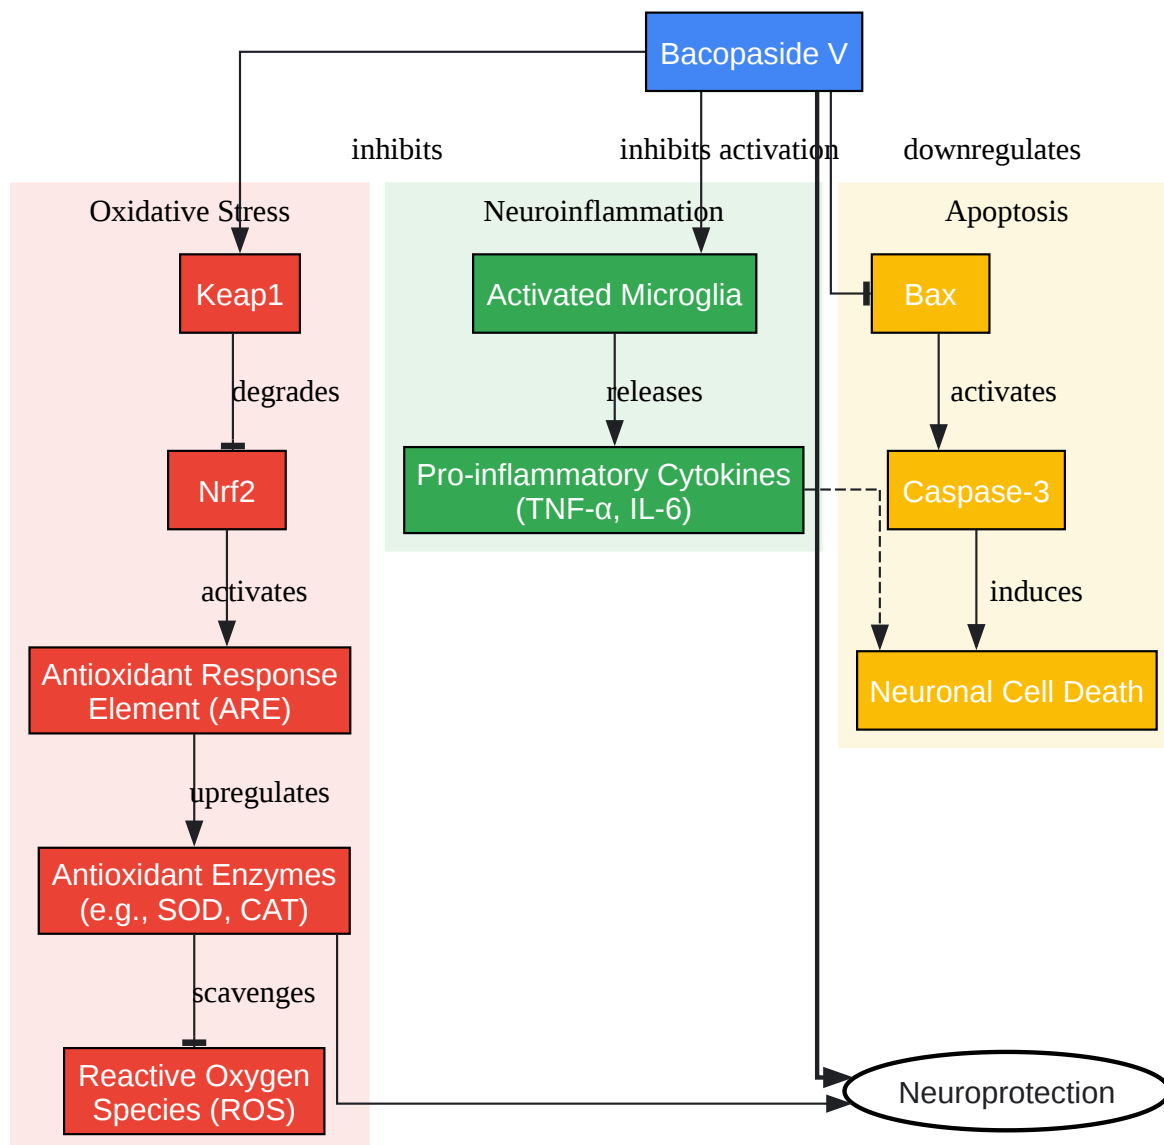 Bacopaside V
inhibits
inhibits activation
downregulates
Oxidative Stress
Neuroinflammation
Apoptosis
Keap1
Activated Microglia
Bax
degrades
releases
activates
Nrf2
Pro-inflammatory Cytokines
(TNF-α, IL-6)
Caspase-3
activates
induces
Antioxidant Response
Element (ARE)
Neuronal Cell Death
upregulates
Antioxidant Enzymes
(e.g., SOD, CAT)
scavenges
Reactive Oxygen
Species (ROS)
Neuroprotection